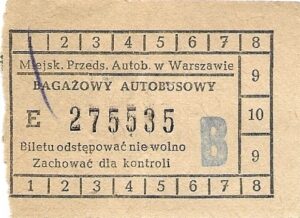 1 2 3 4 5 6 7 8
Miejsk. Przeds. Autob. w Warszawie
BAGAŻOWY AUTOBUSOWY
9
E 275535
10
Biletu odstępować nie wolno
B
Zachować dla kontroli
9
1 2 3 4 5 6 7 8